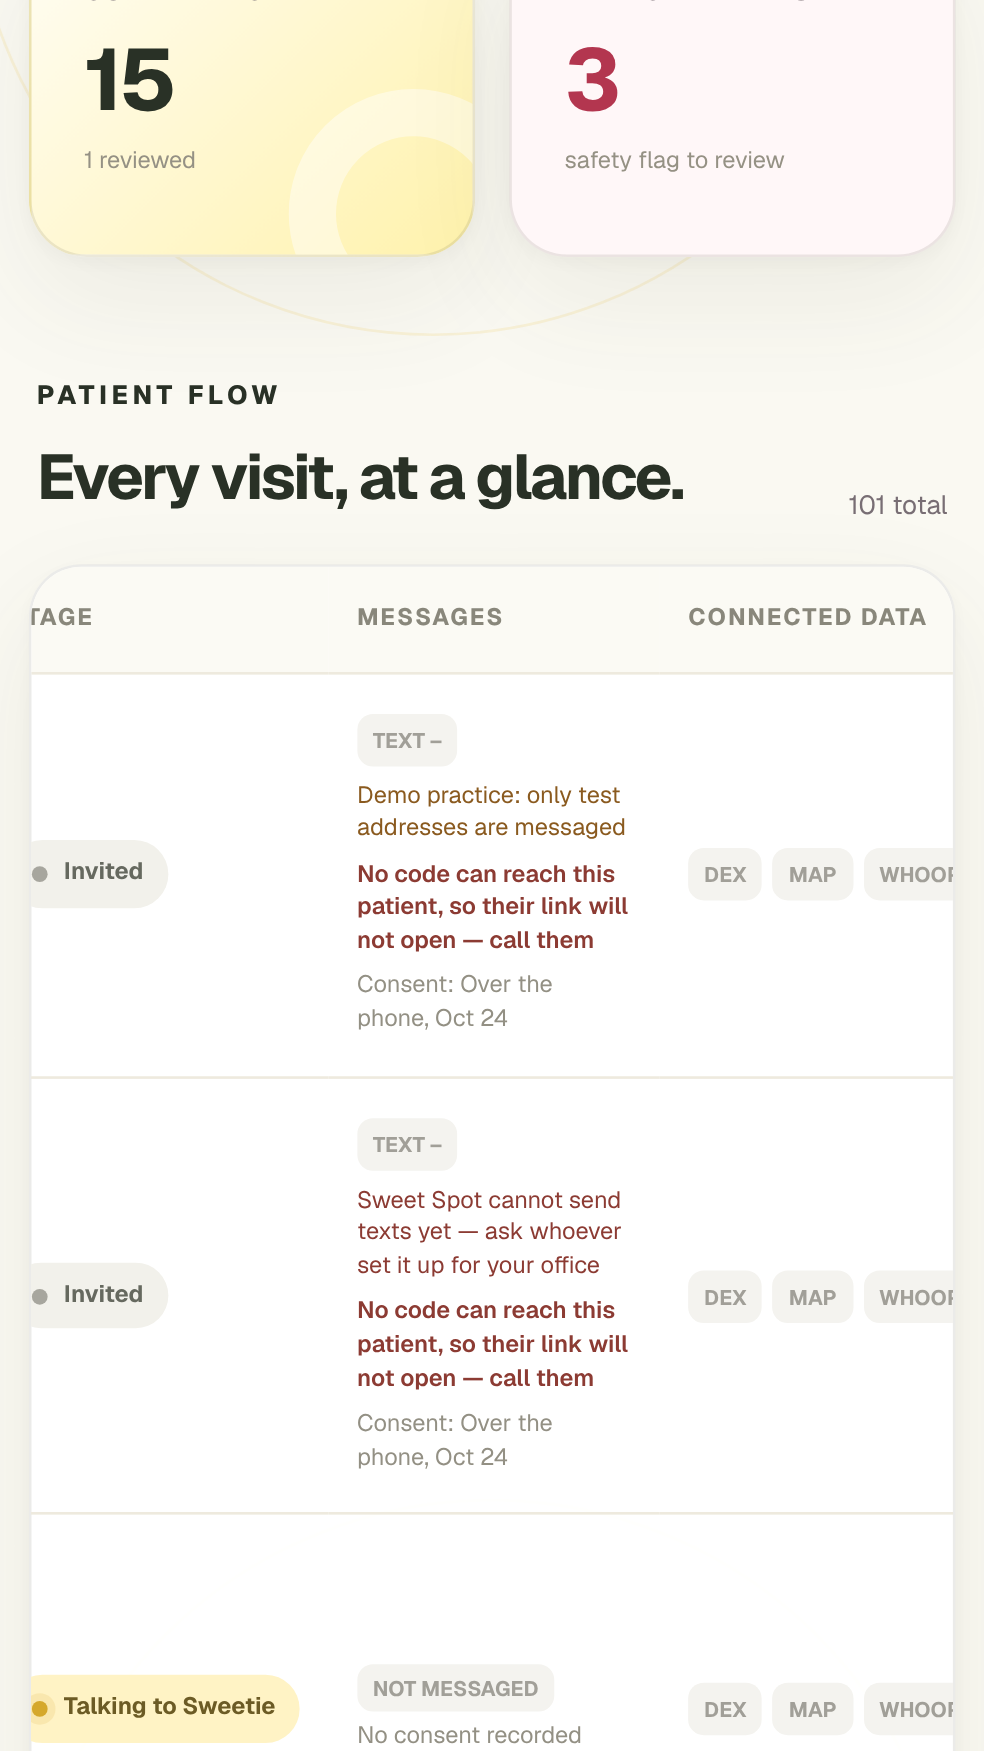 15
3
1 reviewed
safety flag to review
PATIENT FLOW
Every visit, at a glance.
101 total
TAGE
MESSAGES
CONNECTED DATA
TEXT –
Demo practice: only test
addresses are messaged
Invited
No code can reach this
patient, so their link will
not open — call them
DEX
MAP
WHOOP
Consent: Over the
phone, Oct 24
TEXT –
Sweet Spot cannot send
texts yet — ask whoever
set it up for your office
Invited
No code can reach this
patient, so their link will
not open — call them
DEX
MAP
WHOOP
Consent: Over the
phone, Oct 24
Talking to Sweetie
NOT MESSAGED
No consent recorded
DEX
MAP
WHOOP